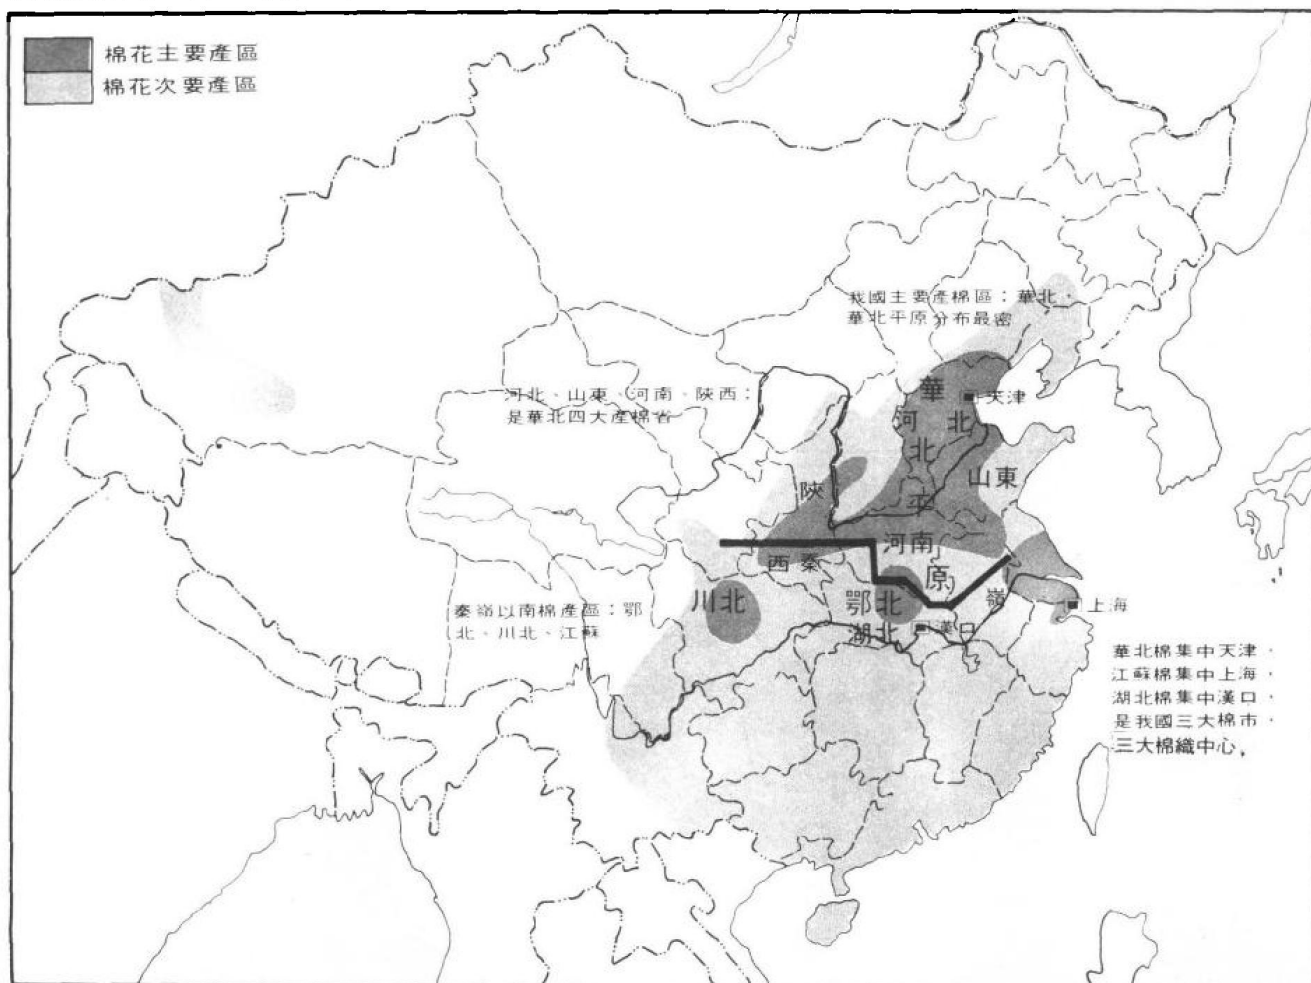 棉花主要產區
棉花次要產區
我國主要產棉區：華北，
華北平原分布最密
河北、山東、河南、陝西：
是華北四大產棉省
華
天津
河
北
北
山東
陝
平
河南
西
秦
原
川北
鄂北
嶺
秦嶺以南棉產區：鄂
北、川北、江蘇
湖北
漢口
上海
華北棉集中天津，
江蘇棉集中上海，
湖北棉集中漢口，
是我國三大棉市，
三大棉織中心，